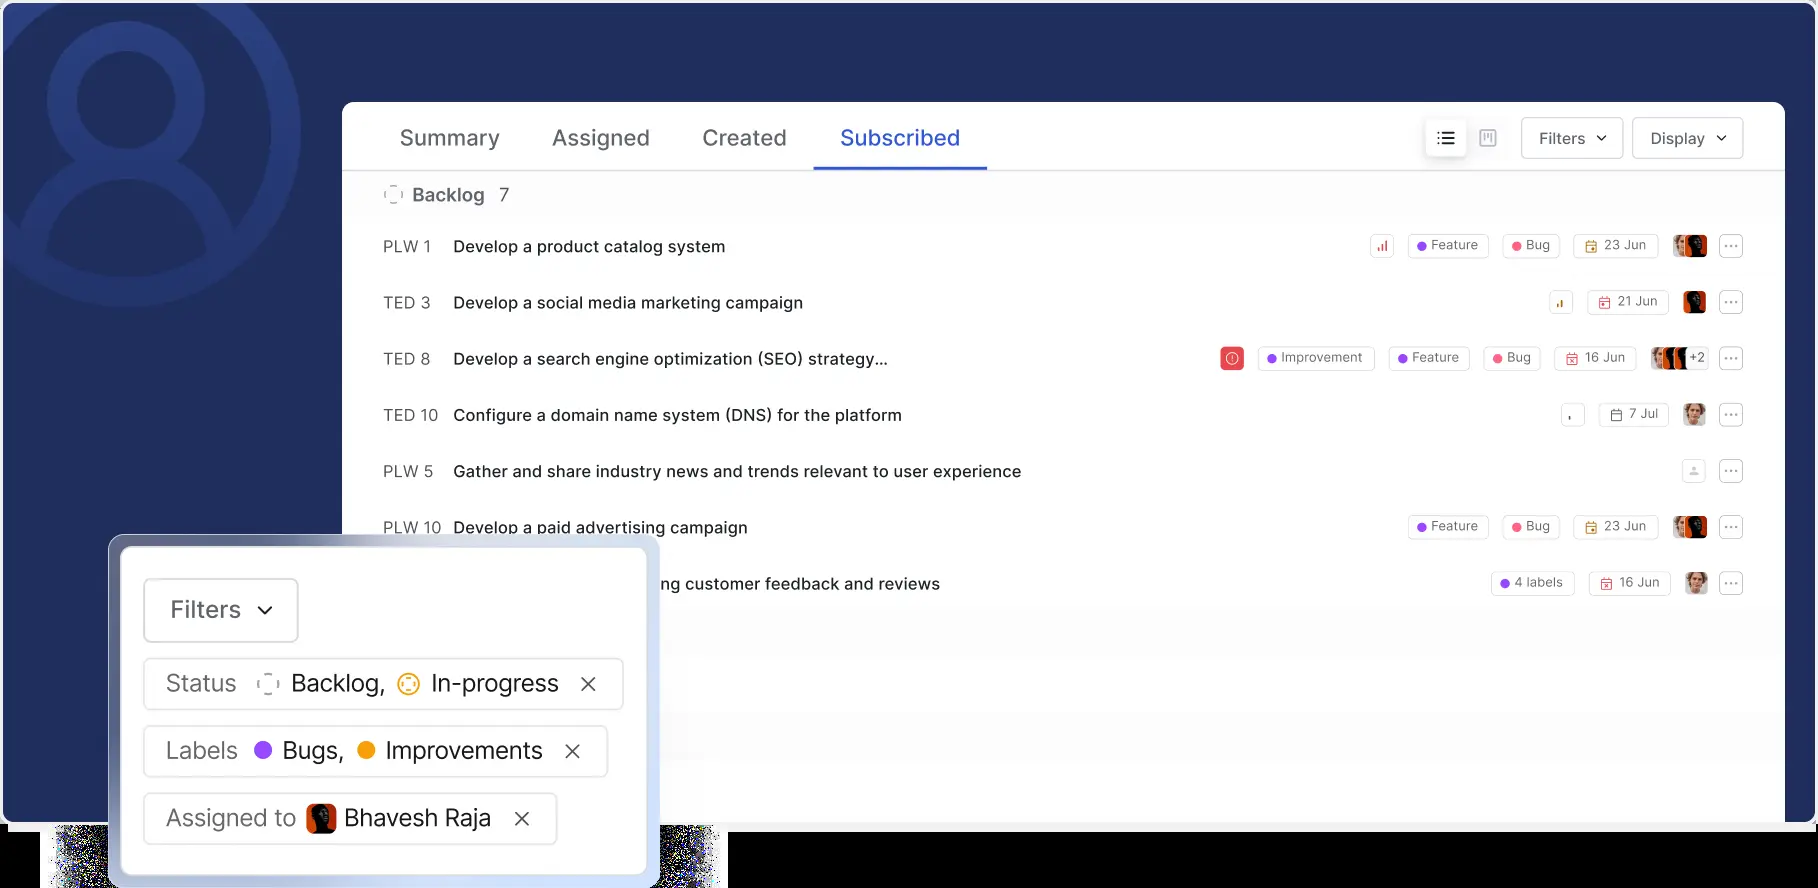 Summary Assigned Created Subscribed Filters Display
Backlog 7
PLW 1 Develop a product catalog system Feature Bug 23 Jun
TED 3 Develop a social media marketing campaign 21 Jun
TED 8 Develop a search engine optimization (SEO) strategy... Improvement Feature Bug 16 Jun +2
TED 10 Configure a domain name system (DNS) for the platform 7 Jul
PLW 5 Gather and share industry news and trends relevant to user experience
PLW 10 Develop a paid advertising campaign Feature Bug 23 Jun
ng customer feedback and reviews 4 labels 16 Jun
Filters
Status Backlog, In-progress
Labels Bugs, Improvements
Assigned to Bhavesh Raja